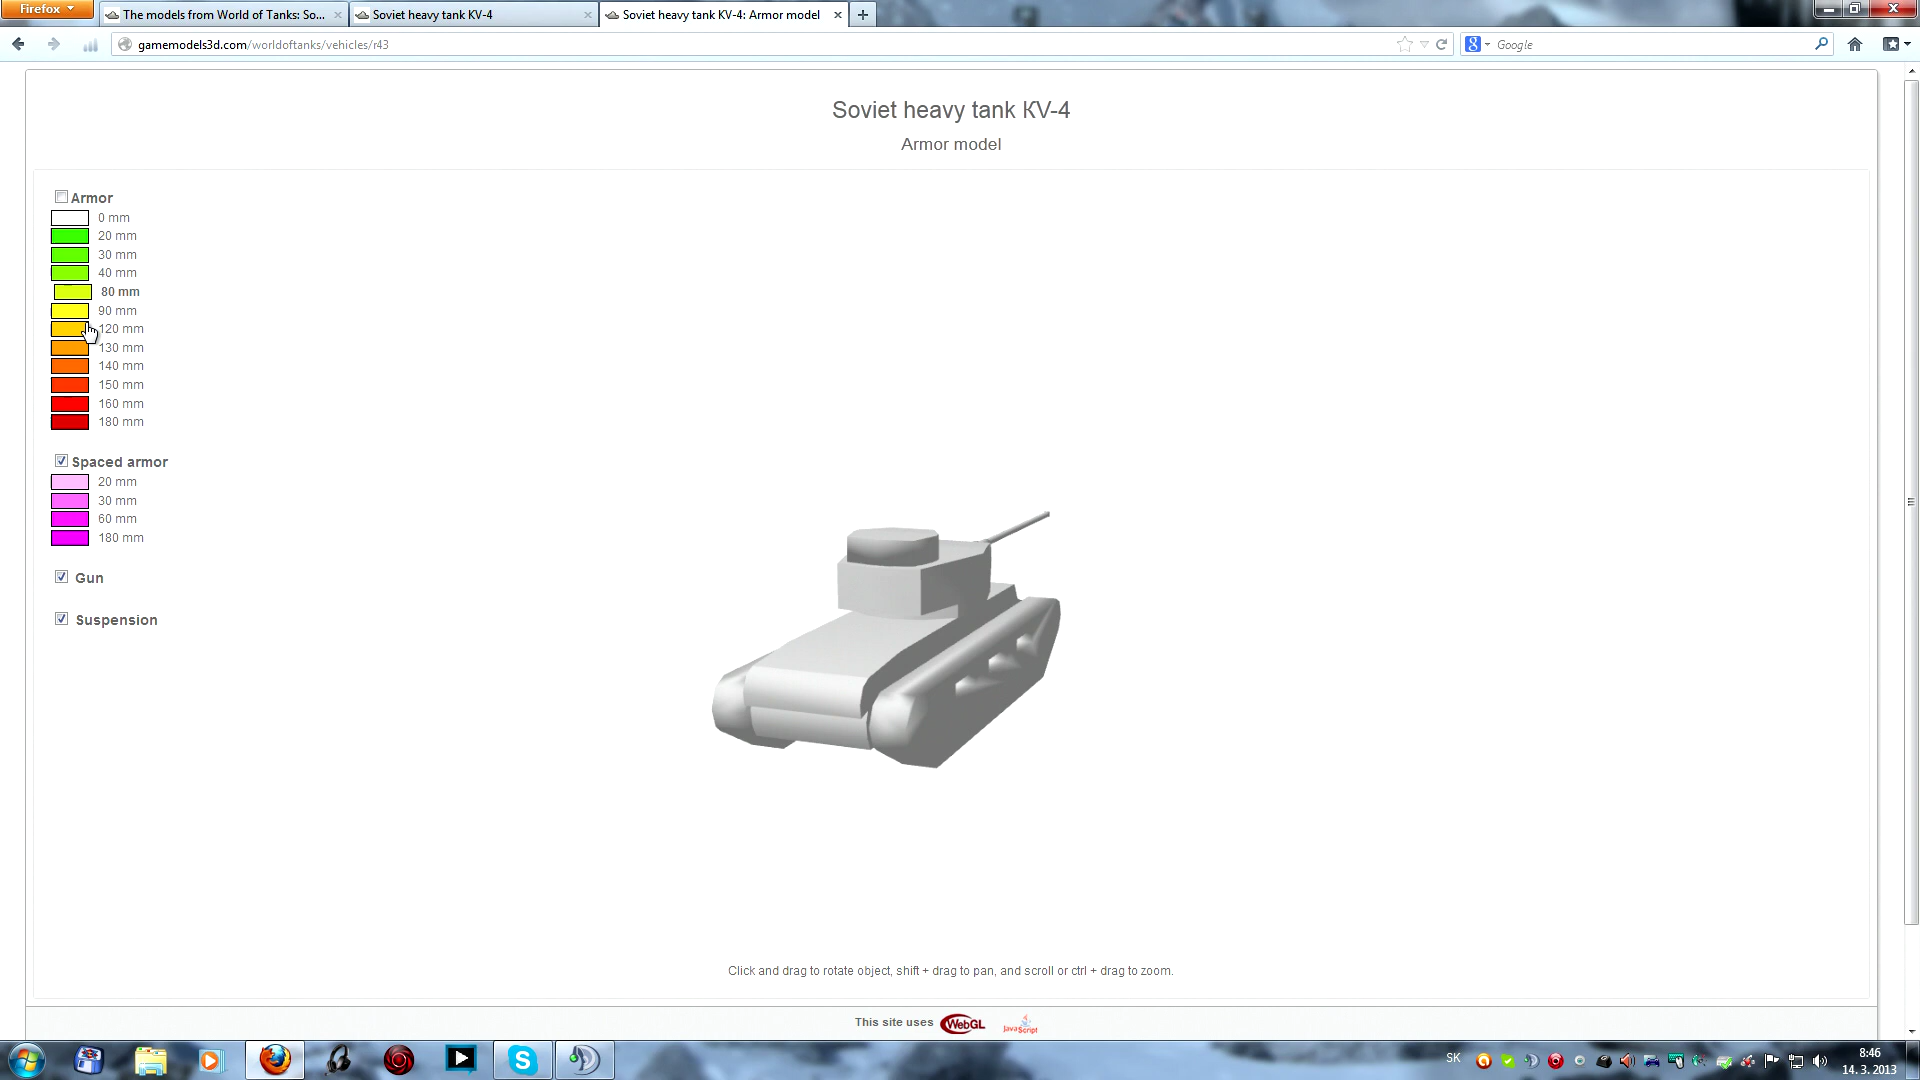 Firefox
The models from World of Tanks: So...
Soviet heavy tank KV-4
Soviet heavy tank KV-4: Armor model
gamemodels3d.com/worldoftanks/vehicles/r43
Google
Soviet heavy tank KV-4
Armor model
Armor
0 mm
20 mm
30 mm
40 mm
80 mm
90 mm
120 mm
130 mm
140 mm
150 mm
160 mm
180 mm
Spaced armor
20 mm
30 mm
60 mm
180 mm
Gun
Suspension
Click and drag to rotate object, shift + drag to pan, and scroll or ctrl + drag to zoom.
This site uses WebGL JavaScript
SK
8:46
14. 3. 2013